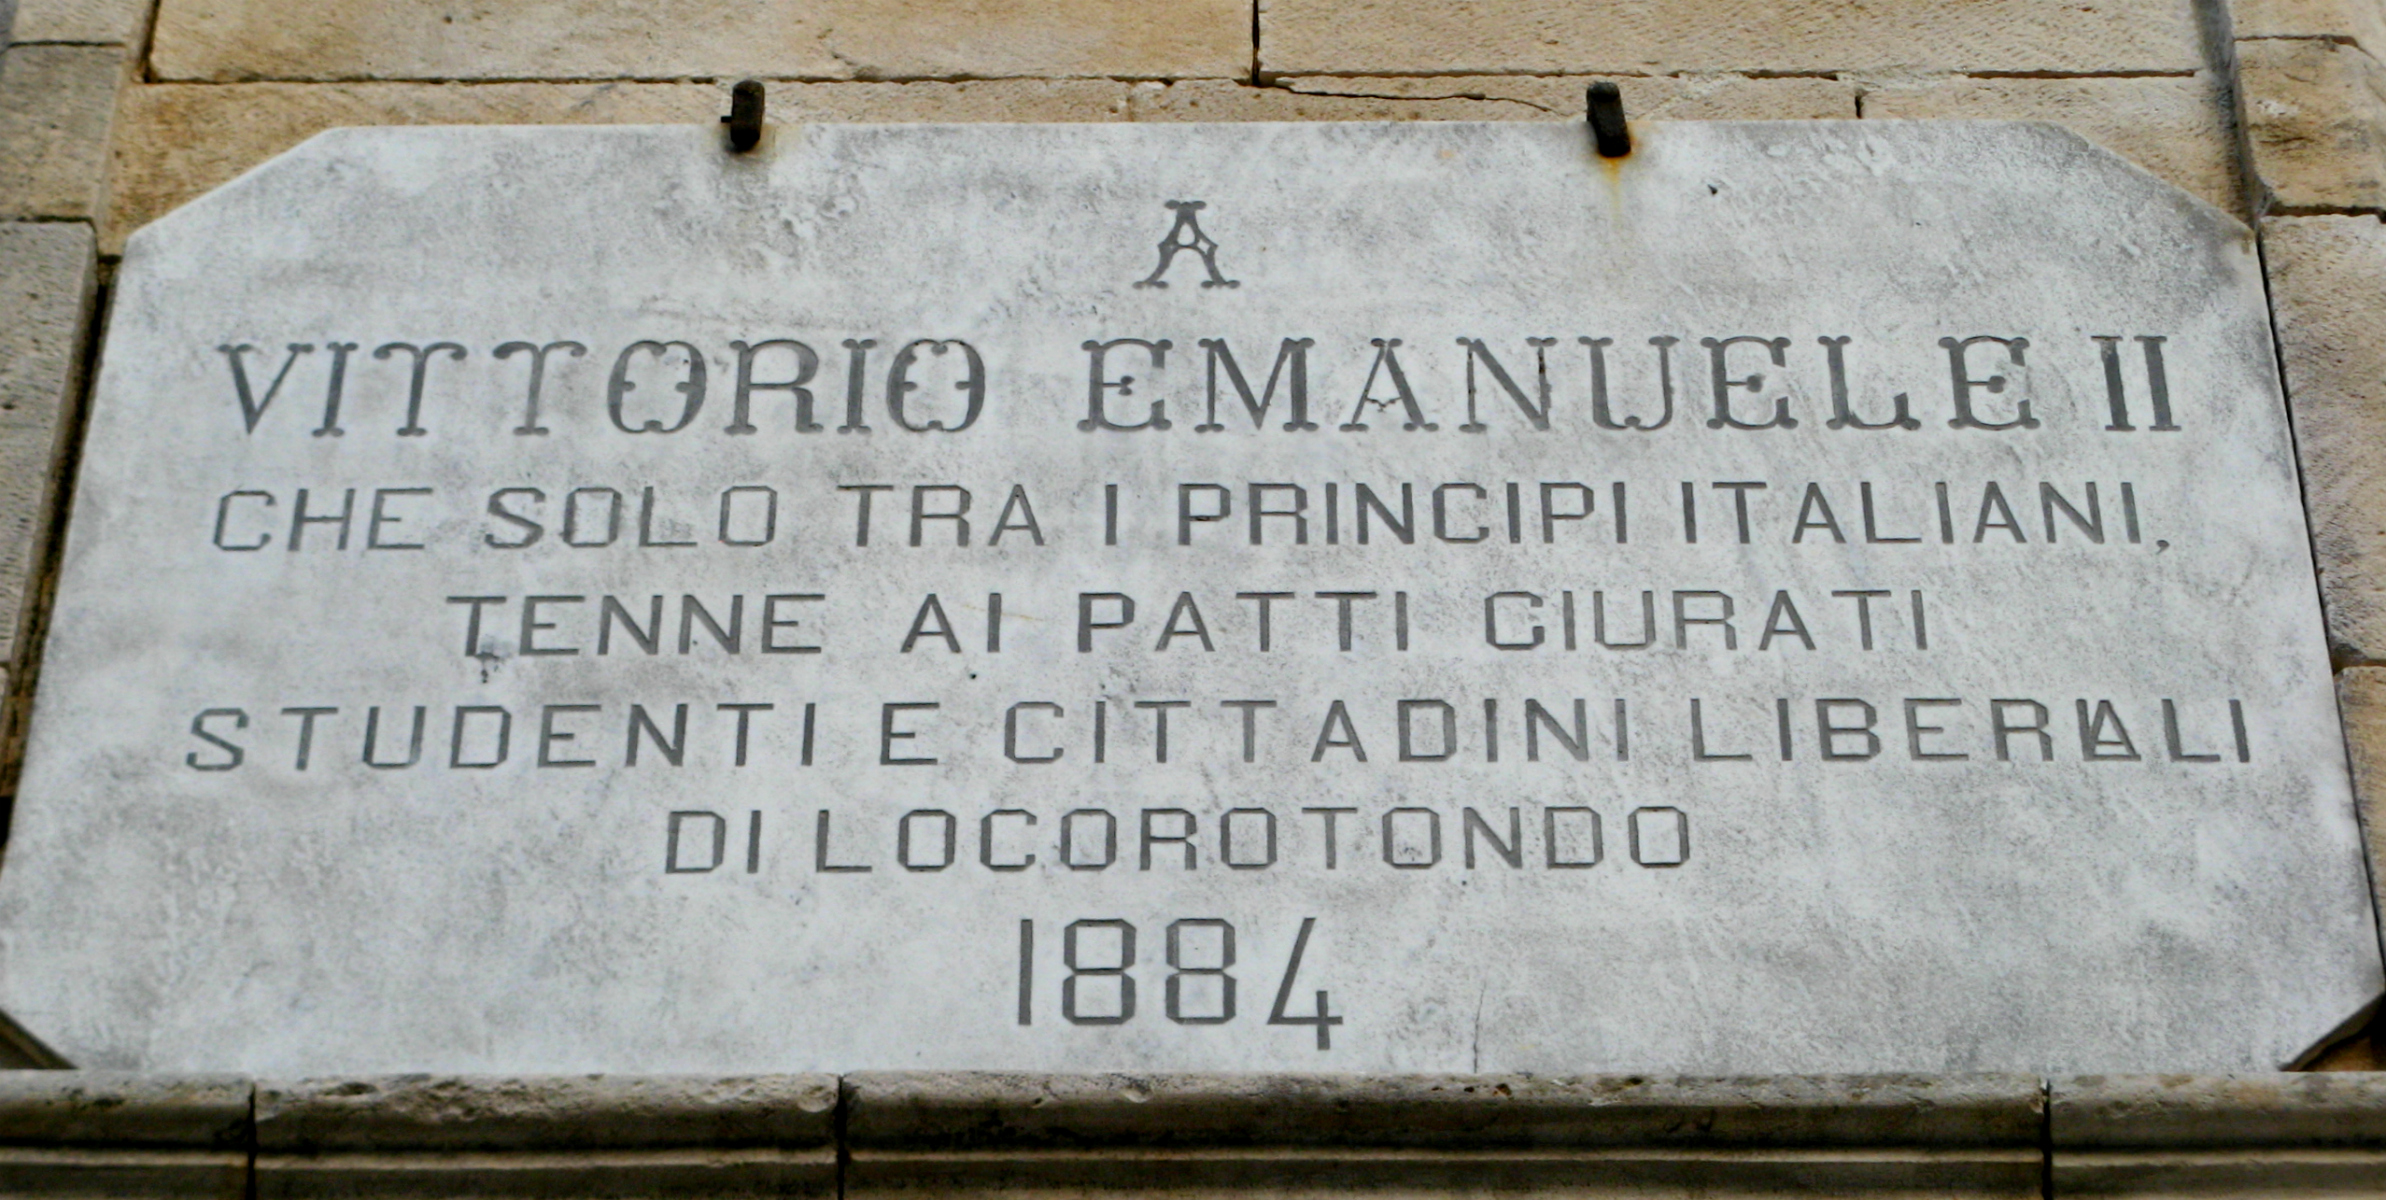 A
VITTORIO EMANUELE II
CHE SOLO TRA I PRINCIPI ITALIANI,
TENNE AI PATTI GIURATI
STUDENTI E CITTADINI LIBERALI
DI LOCOROTONDO
1884